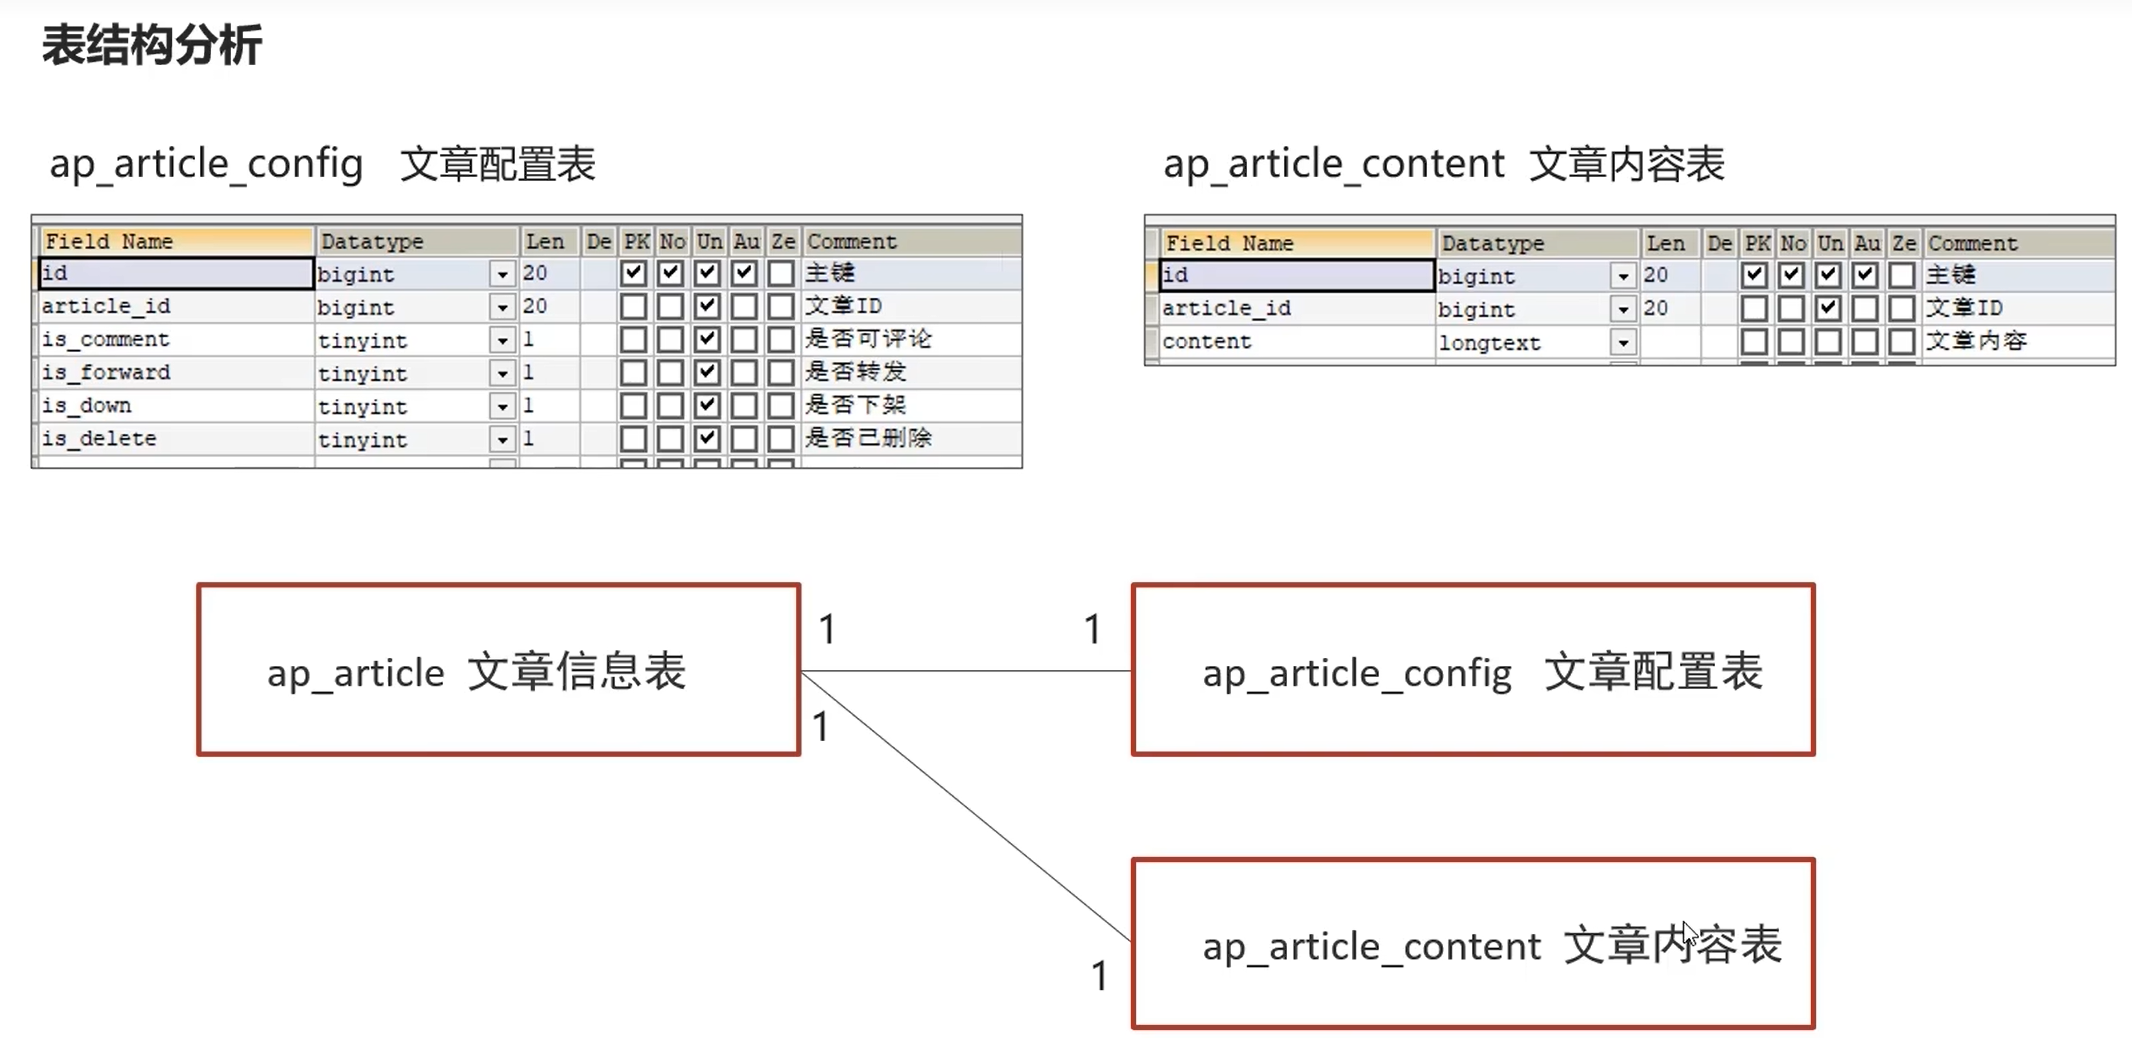 表结构分析
ap_article_config 文章配置表
Field Name Datatype Len De PK No Un Au Ze Comment
id bigint 20 主键
article_id bigint 20 文章ID
is_comment tinyint 1 是否可评论
is_forward tinyint 1 是否转发
is_down tinyint 1 是否下架
is_delete tinyint 1 是否已删除
ap_article_content 文章内容表
Field Name Datatype Len De PK No Un Au Ze Comment
id bigint 20 主键
article_id bigint 20 文章ID
content longtext 文章内容
ap_article 文章信息表
1
1
ap_article_config 文章配置表
1
1
ap_article_content 文章内容表